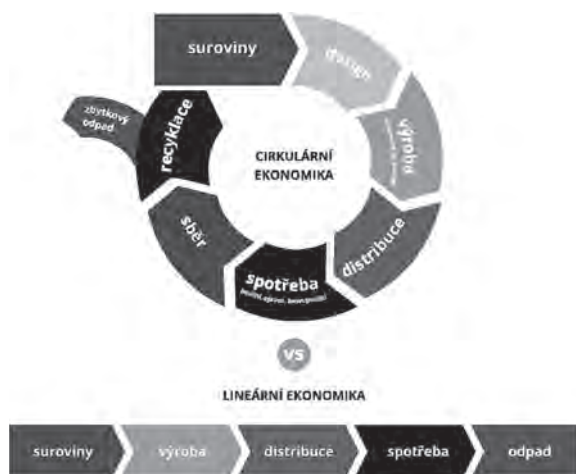 suroviny
design
výroba
distribuce
spotřeba
sběr
recyklace
zbytkový
odpad
CIRKULÁRNÍ
EKONOMIKA
vs
LINEÁRNÍ EKONOMIKA
suroviny
výroba
distribuce
spotřeba
odpad